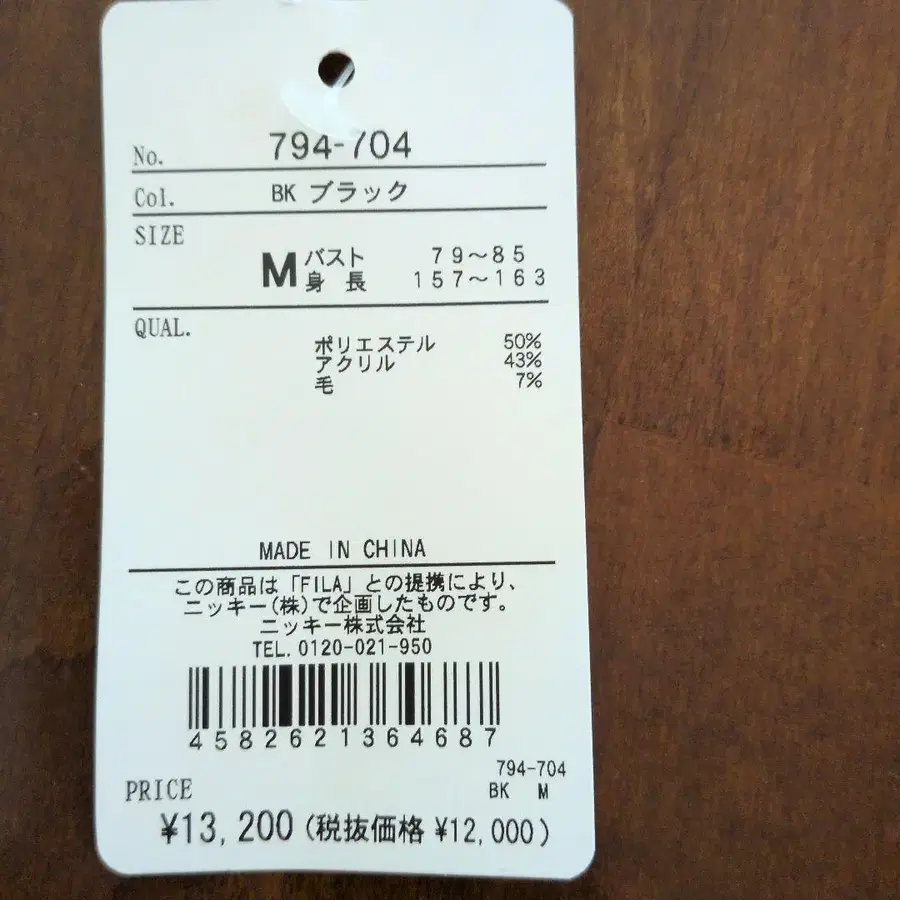 No. 794-704
Col. BK ブラック
SIZE
M バスト 79～85
身長 157～163
QUAL.
ポリエステル 50%
アクリル 43%
毛 7%
MADE IN CHINA
この商品は「FILA」との提携により、
ニッキー(株)で企画したものです。
ニッキー株式会社
TEL. 0120-021-950
4582621364687
794-704
BK M
PRICE
¥13,200 (税抜価格 ¥12,000)